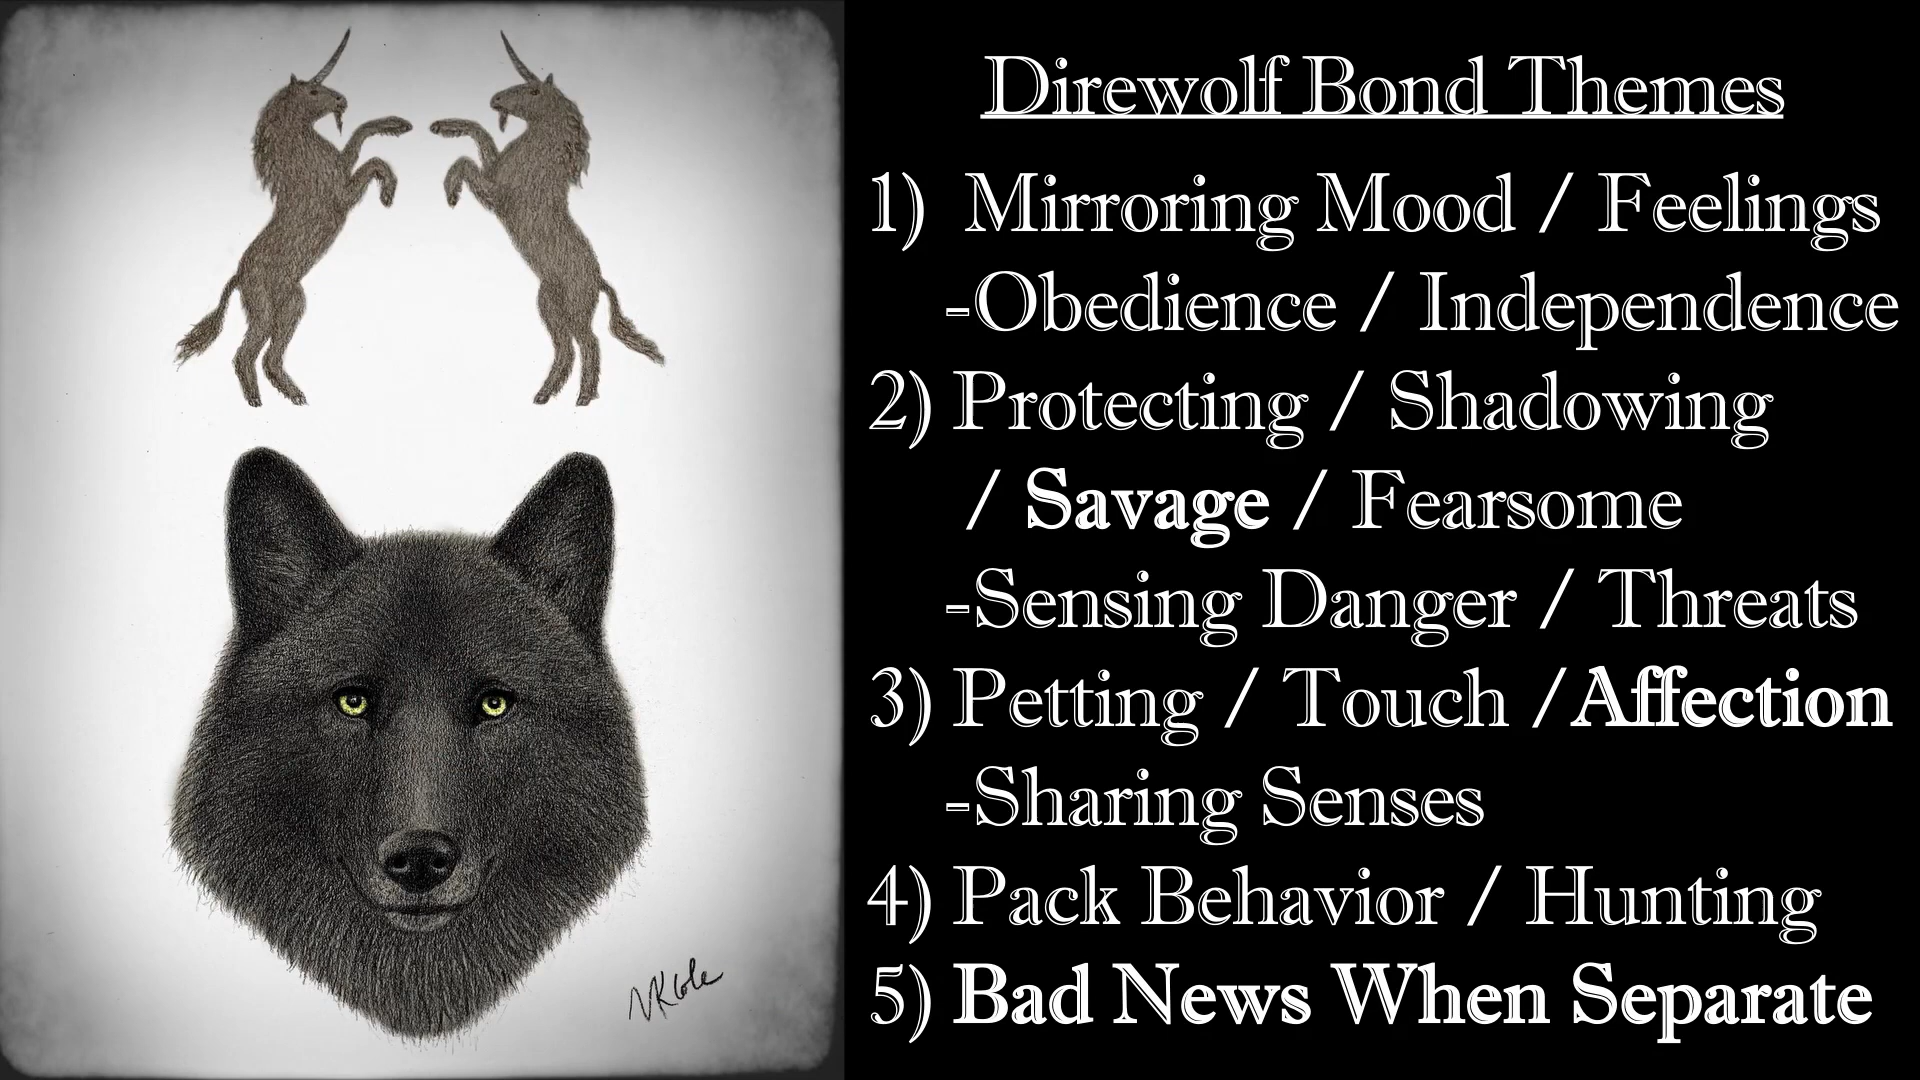 Direwolf Bond Themes
1) Mirroring Mood / Feelings
-Obedience / Independence
2) Protecting / Shadowing
/ Savage / Fearsome
-Sensing Danger / Threats
3) Petting / Touch /Affection
-Sharing Senses
4) Pack Behavior / Hunting
5) Bad News When Separate